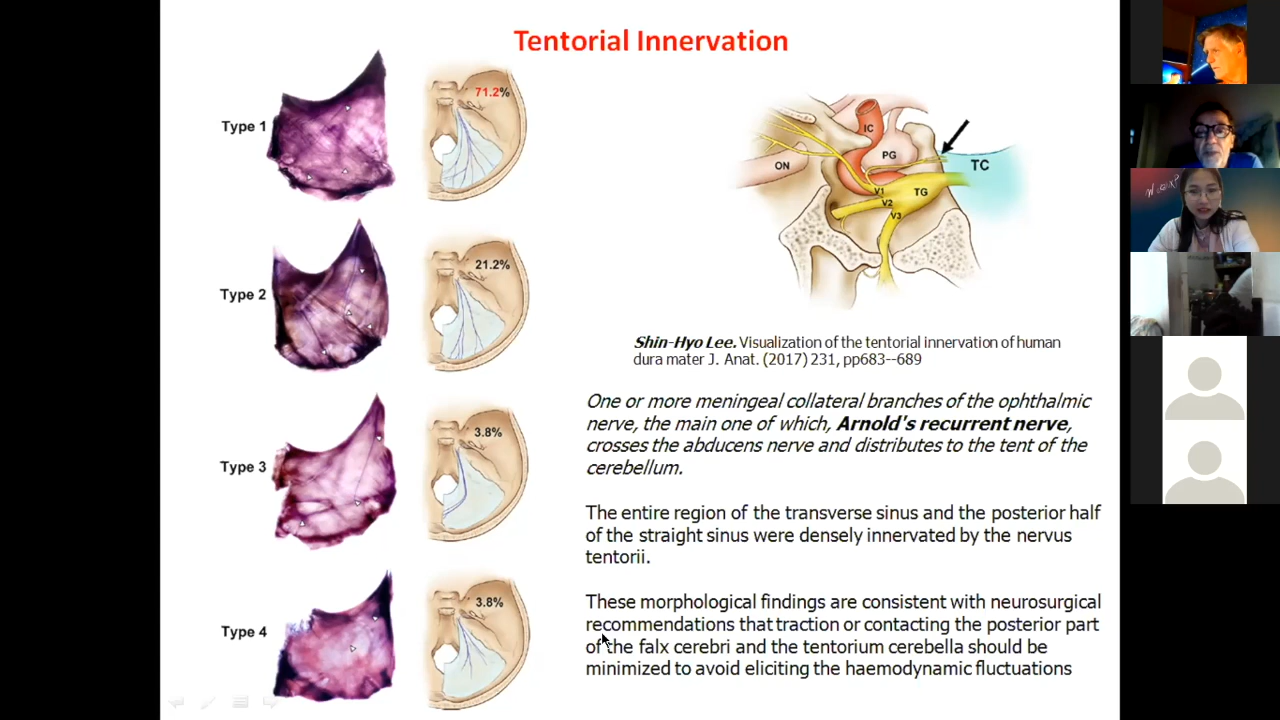 Tentorial Innervation
Type 1
71.2%
Type 2
21.2%
Type 3
3.8%
Type 4
3.8%
IC
ON
PG
TC
V1
TG
V2
V3
Shin-Hyo Lee. Visualization of the tentorial innervation of human
dura mater J. Anat. (2017) 231, pp683--689
One or more meningeal collateral branches of the ophthalmic
nerve, the main one of which, Arnold's recurrent nerve,
crosses the abducens nerve and distributes to the tent of the
cerebellum.
The entire region of the transverse sinus and the posterior half
of the straight sinus were densely innervated by the nervus
tentorii.
These morphological findings are consistent with neurosurgical
recommendations that traction or contacting the posterior part
of the falx cerebri and the tentorium cerebella should be
minimized to avoid eliciting the haemodynamic fluctuations